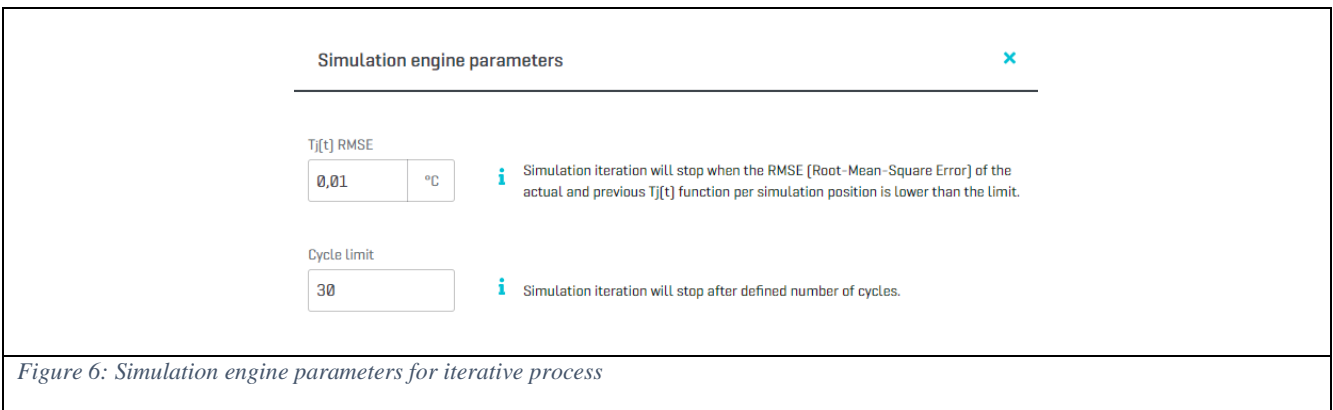 Simulation engine parameters ×
Tj(t) RMSE
0,01 °C
i Simulation iteration will stop when the RMSE (Root-Mean-Square Error) of the
actual and previous Tj(t) function per simulation position is lower than the limit.
Cycle limit
30
i Simulation iteration will stop after defined number of cycles.
Figure 6: Simulation engine parameters for iterative process